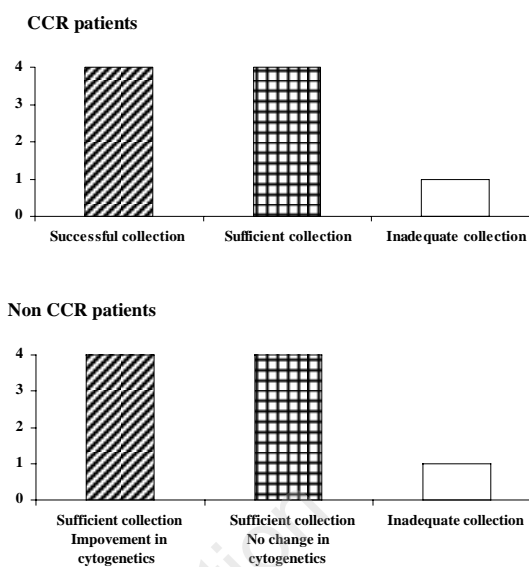 CCR patients
4
3
2
1
0
Successful collection Sufficient collection Inadequate collection
Non CCR patients
4
3
2
1
0
Sufficient collection Sufficient collection Inadequate collection
Impovement in No change in
cytogenetics cytogenetics